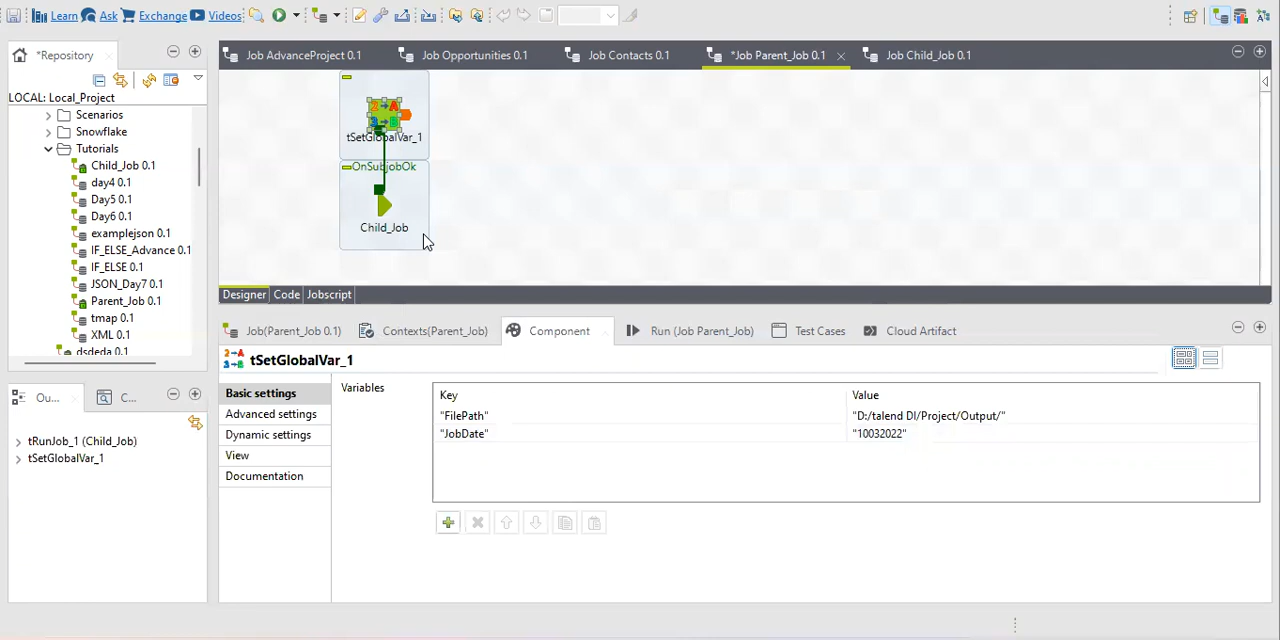 Learn Ask Exchange Videos
*Repository
LOCAL: Local_Project
Scenarios
Snowflake
Tutorials
Child_Job 0.1
day4 0.1
Day5 0.1
Day6 0.1
examplejson 0.1
IF_ELSE_Advance 0.1
IF_ELSE 0.1
JSON_Day7 0.1
Parent_Job 0.1
tmap 0.1
XML 0.1
dsdeda 0.1
Ou... C...
tRunJob_1 (Child_Job)
tSetGlobalVar_1
Job AdvanceProject 0.1 Job Opportunities 0.1 Job Contacts 0.1 *Job Parent_Job 0.1 Job Child_Job 0.1
2 A
3 B
tSetGlobalVar_1
OnSubjobOk
Child_Job
Designer Code Jobscript
Job(Parent_Job 0.1) Contexts(Parent_Job) Component Run (Job Parent_Job) Test Cases Cloud Artifact
2 A
3 B
tSetGlobalVar_1
Basic settings
Advanced settings
Dynamic settings
View
Documentation
Variables
Key Value
"FilePath" "D:/talend DI/Project/Output/"
"JobDate" "10032022"